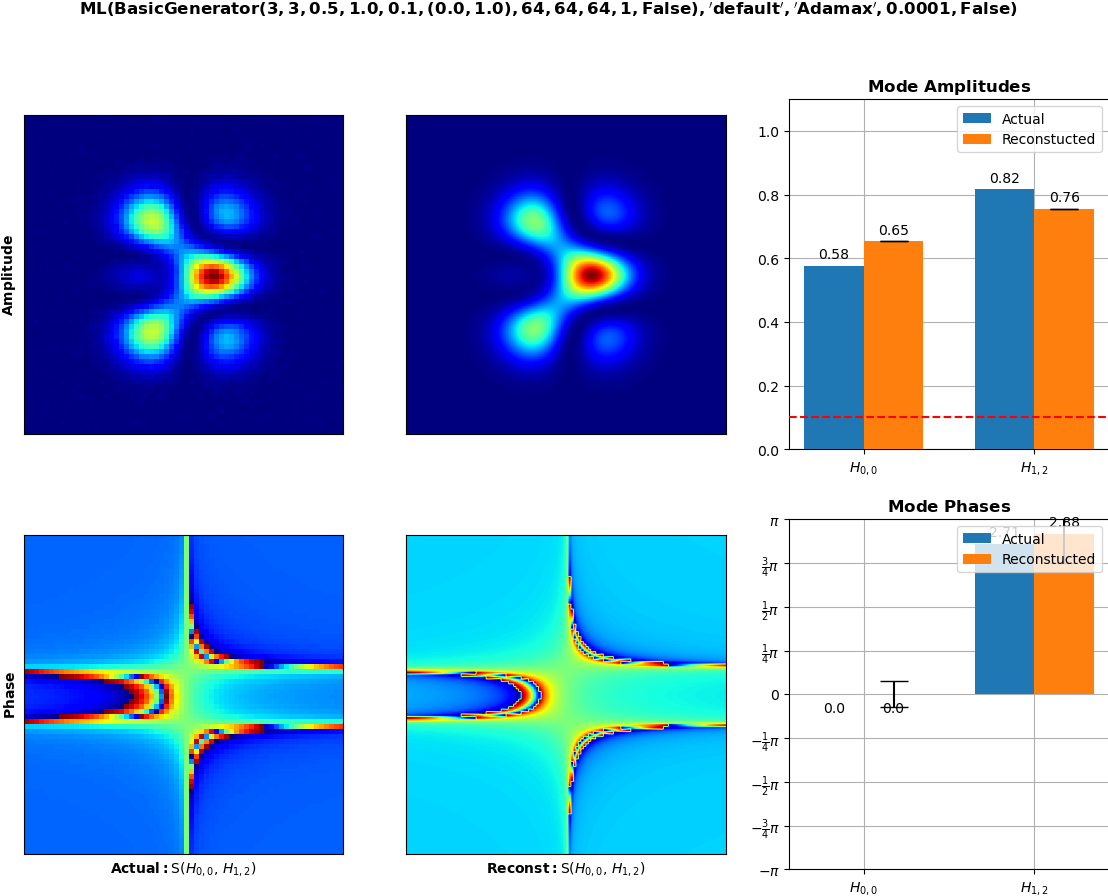 ML(BasicGenerator(3, 3, 0.5, 1.0, 0.1, (0.0, 1.0), 64, 64, 64, 1, False), ′default′, ′Adamax′, 0.0001, False)
Amplitude
Mode Amplitudes
Actual
Reconstucted
1.0
0.8
0.6
0.4
0.2
0.0
0.58
0.65
0.82
0.76
H0,0
H1,2
Phase
Actual: S(H0,0, H1,2)
Reconst: S(H0,0, H1,2)
Mode Phases
Actual
Reconstucted
π
3/4π
1/2π
1/4π
0
−1/4π
−1/2π
−3/4π
−π
0.0
0.0
2.71
2.88
H0,0
H1,2